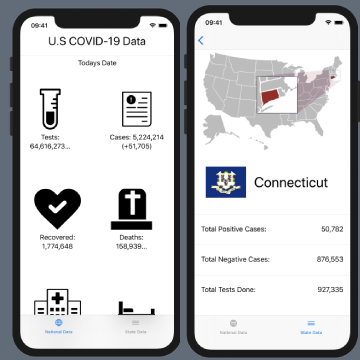 09:41
U.S COVID-19 Data
Todays Date
Tests:
64,616,273...
Cases: 5,224,214
(+51,705)
Recovered:
1,774,648
Deaths:
158,939...
National Data
State Data
09:41
Connecticut
Total Positive Cases: 50,782
Total Negative Cases: 876,553
Total Tests Done: 927,335
National Data
State Data